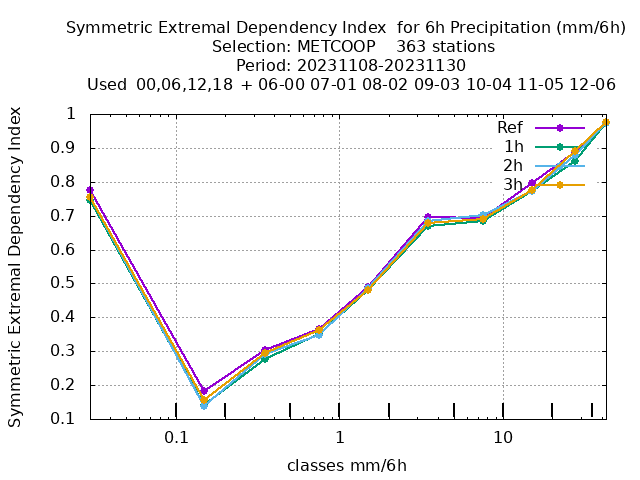 Symmetric Extremal Dependency Index  for 6h Precipitation (mm/6h)
Selection: METCOOP    363 stations
Period: 20231108-20231130
Used  00,06,12,18  + 06-00 07-01 08-02 09-03 10-04 11-05 12-06
Symmetric Extremal Dependency Index
1
0.9
0.8
0.7
0.6
0.5
0.4
0.3
0.2
0.1
Ref
1h
2h
3h
0.1 1 10
classes mm/6h